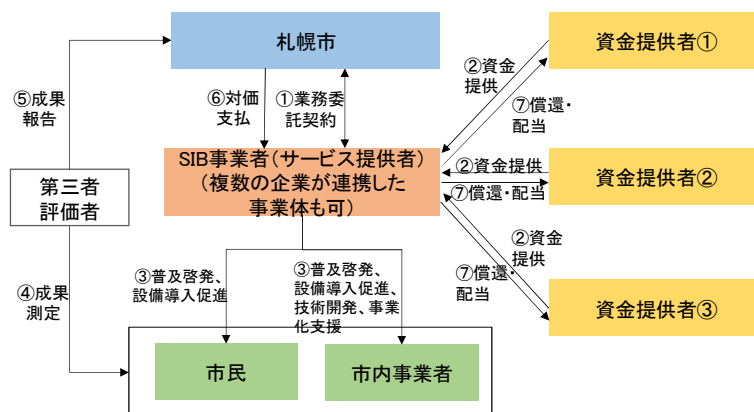 札幌市
資金提供者①
②資金
提供
⑤成果
報告
⑥対価
支払
①業務委
託契約
⑦償還・
配当
SIB事業者(サービス提供者)
(複数の企業が連携した
事業体も可)
②資金提供
⑦償還・配当
資金提供者②
第三者
評価者
②資金
提供
⑦償還・
配当
資金提供者③
③普及啓発、
設備導入促進
③普及啓発、
設備導入促進、
技術開発、事業
化支援
④成果
測定
市民
市内事業者